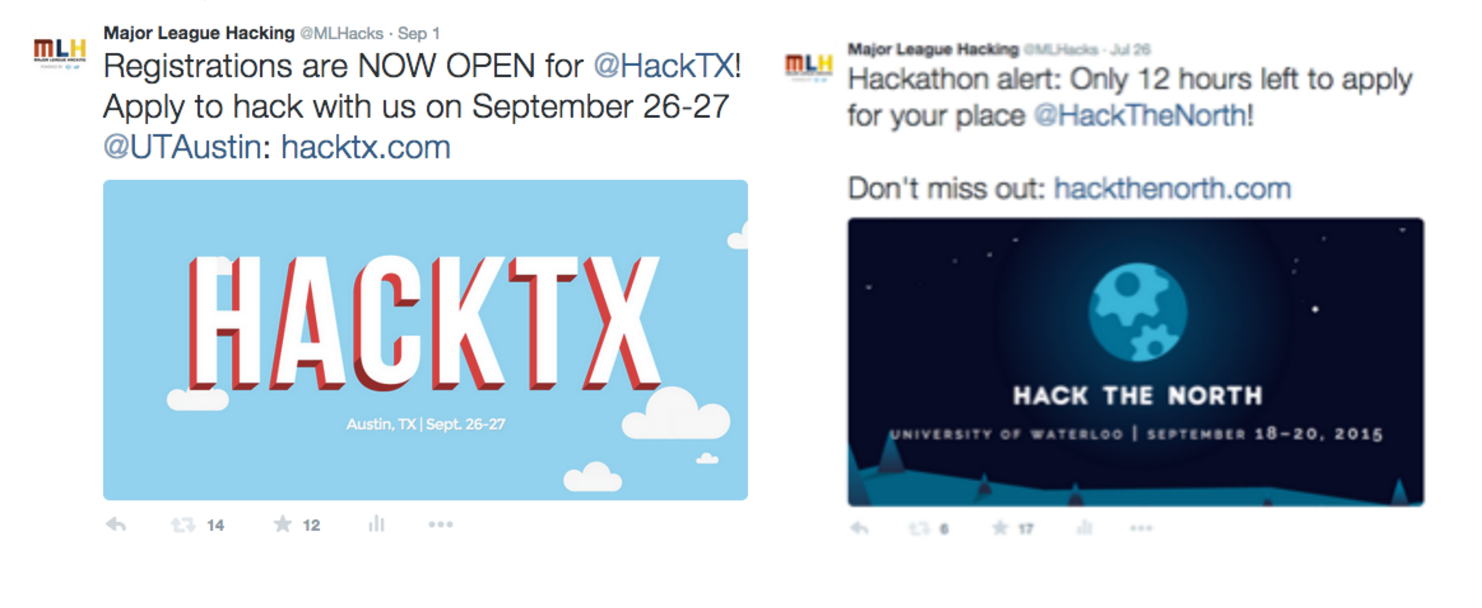 Major League Hacking @MLHacks · Sep 1
MLH
Registrations are NOW OPEN for @HackTX!
Apply to hack with us on September 26-27
@UTAustin: hacktx.com
HACKTX
Austin, TX | Sept. 26-27
14 12
Major League Hacking @MLHacks · Jul 26
MLH
Hackathon alert: Only 12 hours left to apply
for your place @HackTheNorth!
Don't miss out: hackthenorth.com
HACK THE NORTH
UNIVERSITY OF WATERLOO | SEPTEMBER 18–20, 2015
6 17